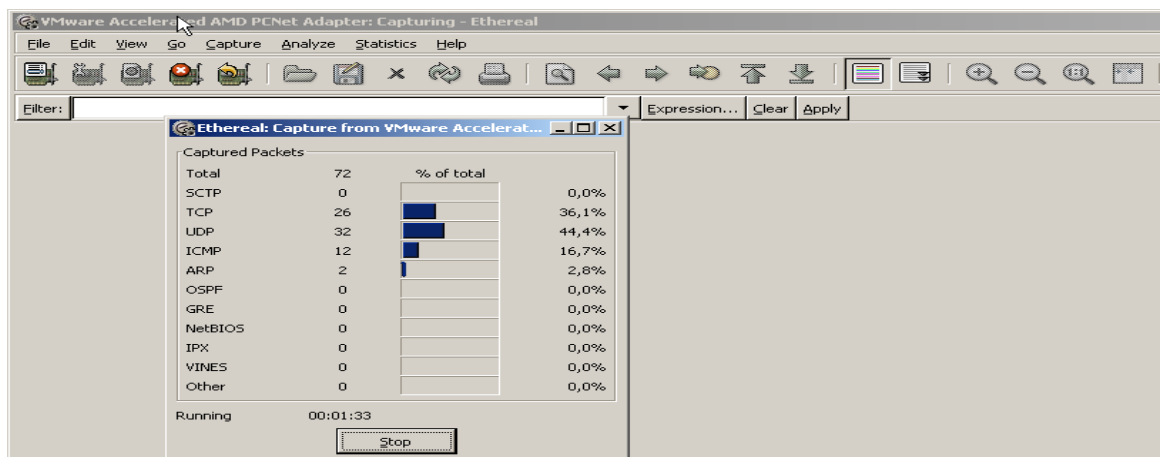 VMware Accelerated AMD PCNet Adapter: Capturing - Ethereal
File Edit View Go Capture Analyze Statistics Help
Filter: Expression... Clear Apply
Ethereal: Capture from VMware Accelerat...
Captured Packets
Total 72 % of total
SCTP 0 0,0%
TCP 26 36,1%
UDP 32 44,4%
ICMP 12 16,7%
ARP 2 2,8%
OSPF 0 0,0%
GRE 0 0,0%
NetBIOS 0 0,0%
IPX 0 0,0%
VINES 0 0,0%
Other 0 0,0%
Running 00:01:33
Stop